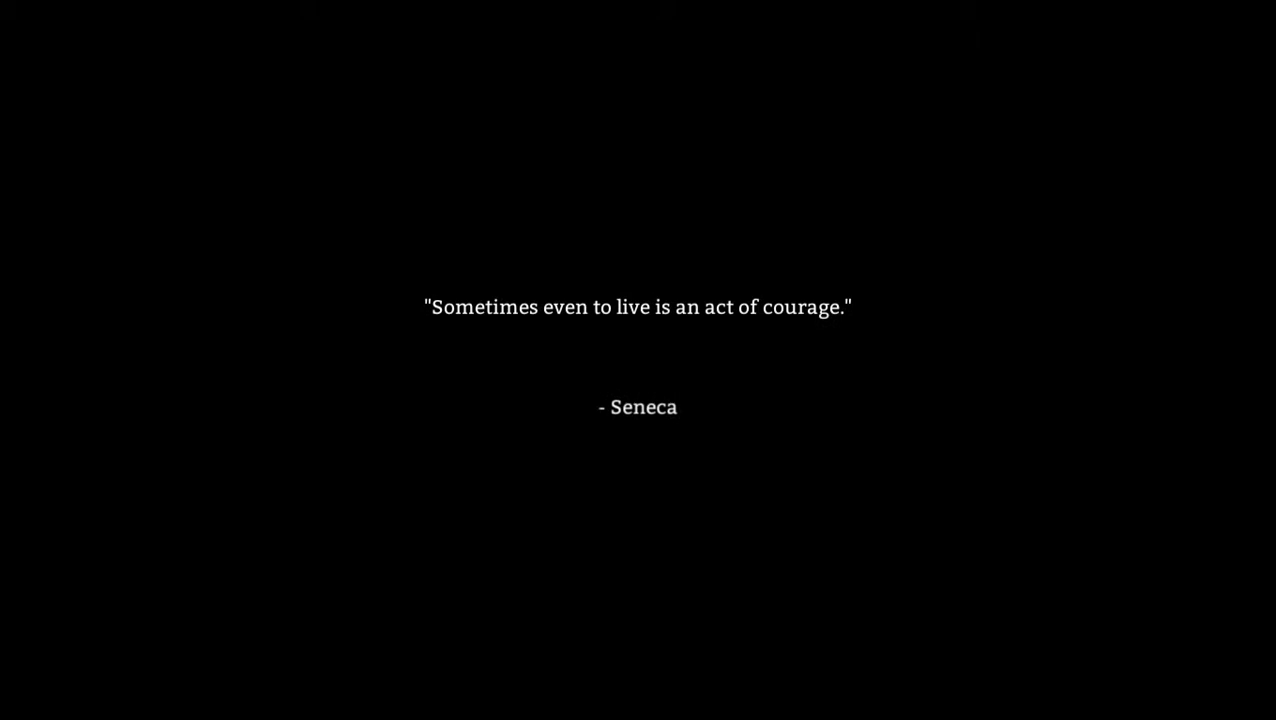 "Sometimes even to live is an act of courage."
- Seneca